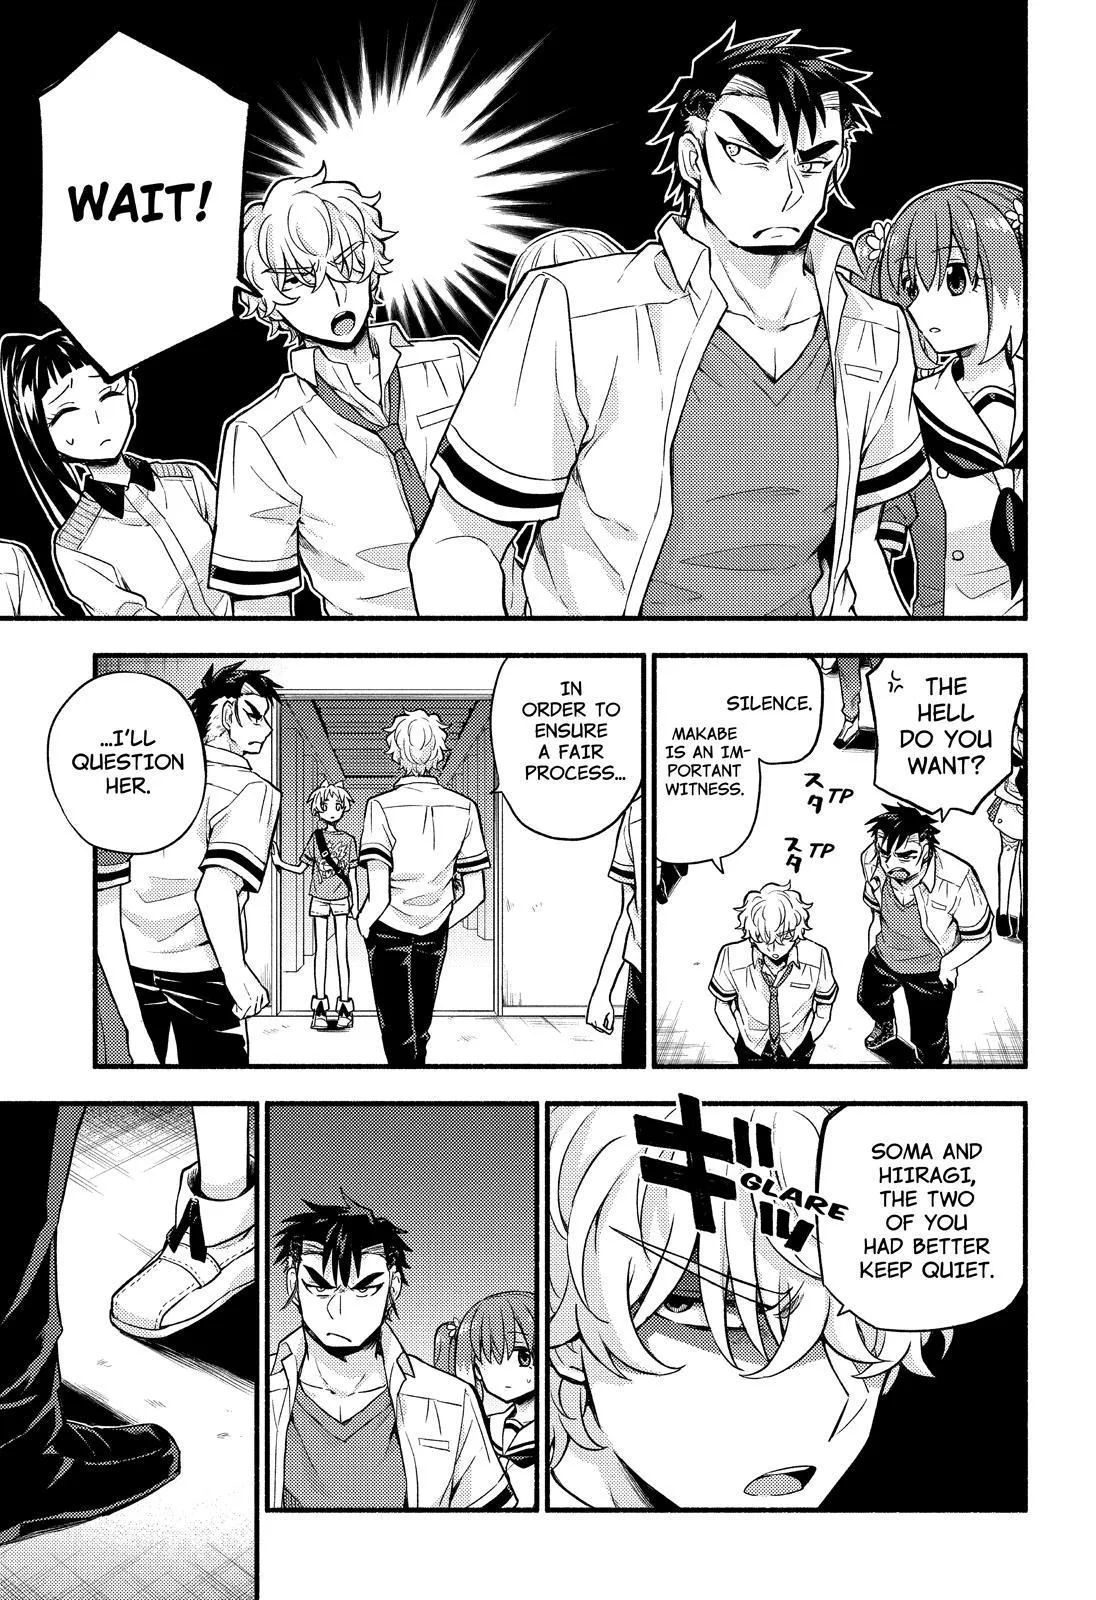 WAIT!
THE
HELL
DO YOU
WANT?
SILENCE.
MAKABE
IS AN IM-
PORTANT
WITNESS.
スタ
TP
スタ
TP
IN
ORDER TO
ENSURE
A FAIR
PROCESS...
...I'LL
QUESTION
HER.
SOMA AND
HIIRAGI,
THE TWO
OF YOU
HAD BETTER
KEEP QUIET.
ギロ
GLARE